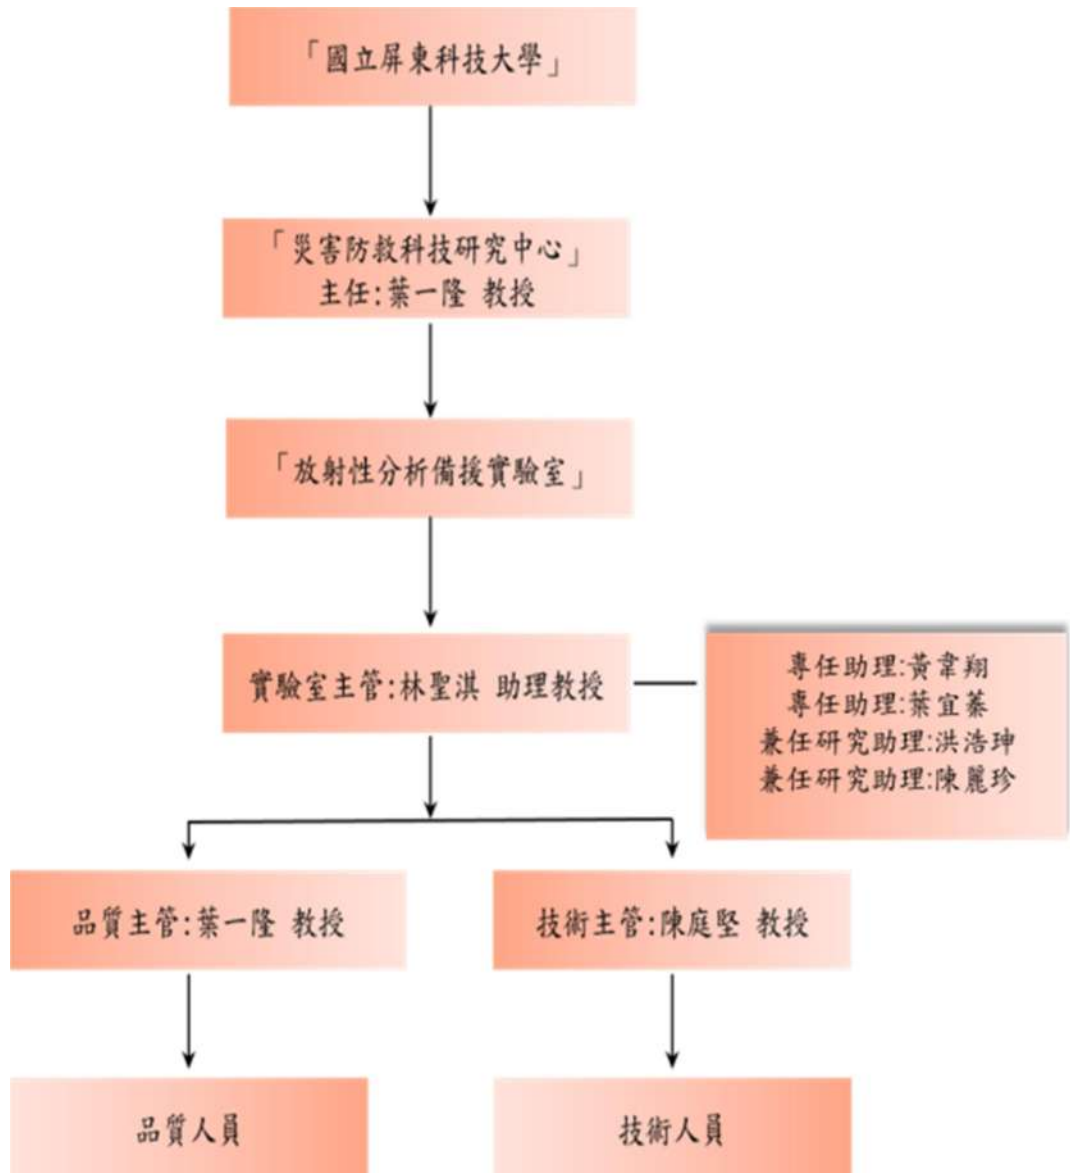 「國立屏東科技大學」
「災害防救科技研究中心」
主任:葉一隆 教授
「放射性分析備援實驗室」
實驗室主管:林聖淇 助理教授
專任助理:黃韋翔
專任助理:葉宜蓁
兼任研究助理:洪浩珅
兼任研究助理:陳麗珍
品質主管:葉一隆 教授
技術主管:陳庭堅 教授
品質人員
技術人員